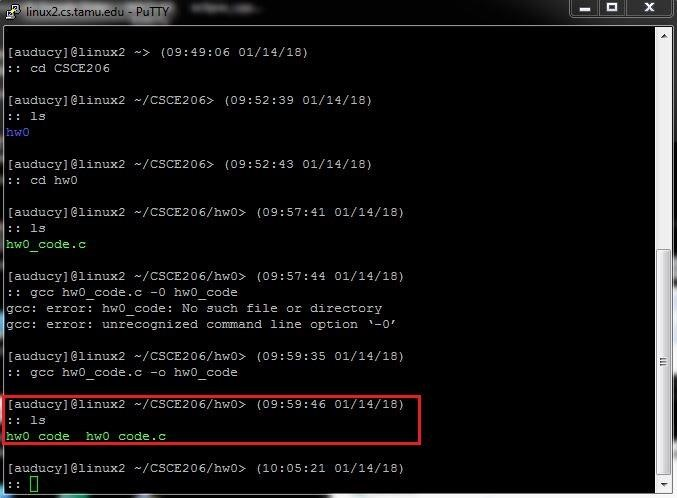 linux2.cs.tamu.edu - PuTTY
[auducy]@linux2 ~> (09:49:06 01/14/18)
:: cd CSCE206
[auducy]@linux2 ~/CSCE206> (09:52:39 01/14/18)
:: ls
hw0
[auducy]@linux2 ~/CSCE206> (09:52:43 01/14/18)
:: cd hw0
[auducy]@linux2 ~/CSCE206/hw0> (09:57:41 01/14/18)
:: ls
hw0_code.c
[auducy]@linux2 ~/CSCE206/hw0> (09:57:44 01/14/18)
:: gcc hw0_code.c -0 hw0_code
gcc: error: hw0_code: No such file or directory
gcc: error: unrecognized command line option ‘-0’
[auducy]@linux2 ~/CSCE206/hw0> (09:59:35 01/14/18)
:: gcc hw0_code.c -o hw0_code
[auducy]@linux2 ~/CSCE206/hw0> (09:59:46 01/14/18)
:: ls
hw0_code  hw0_code.c
[auducy]@linux2 ~/CSCE206/hw0> (10:05:21 01/14/18)
::